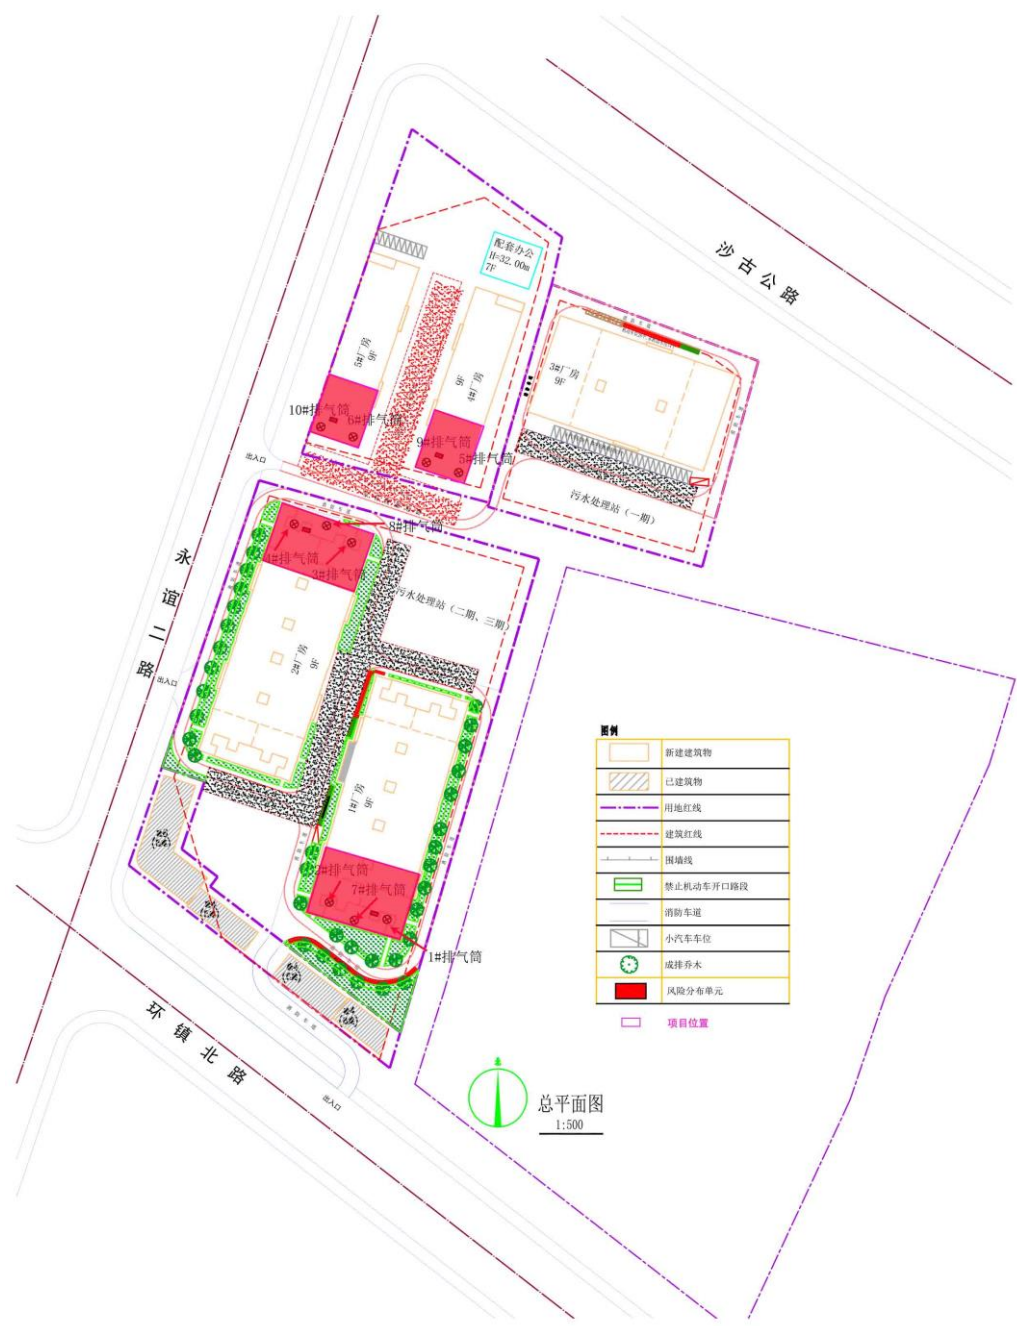 沙古公路
配套办公
H=32.00m
7F
5#厂房
9F
9F
4#厂房
3#厂房
9F
10#排气筒
6#排气筒
9#排气筒
5#排气筒
出入口
污水处理站（一期）
8#排气筒
4#排气筒
3#排气筒
永谊二路
污水处理站（二期、三期）
2#厂房
9F
出入口
1#厂房
9F
2#排气筒
7#排气筒
1#排气筒
消防车道
环镇北路
出入口
图例
新建建筑物
已建筑物
用地红线
建筑红线
围墙线
禁止机动车开口路段
消防车道
小汽车车位
成排乔木
风险分布单元
项目位置
总平面图
1:500